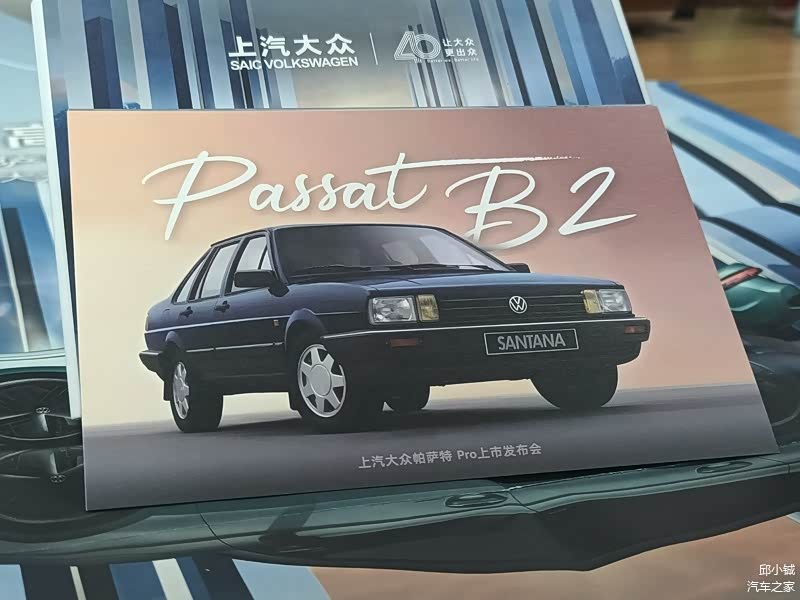 上汽大众
SAIC VOLKSWAGEN
40
让大众
更出众
Passat B2
SANTANA
上汽大众帕萨特 Pro上市发布会
邱小铖
汽车之家